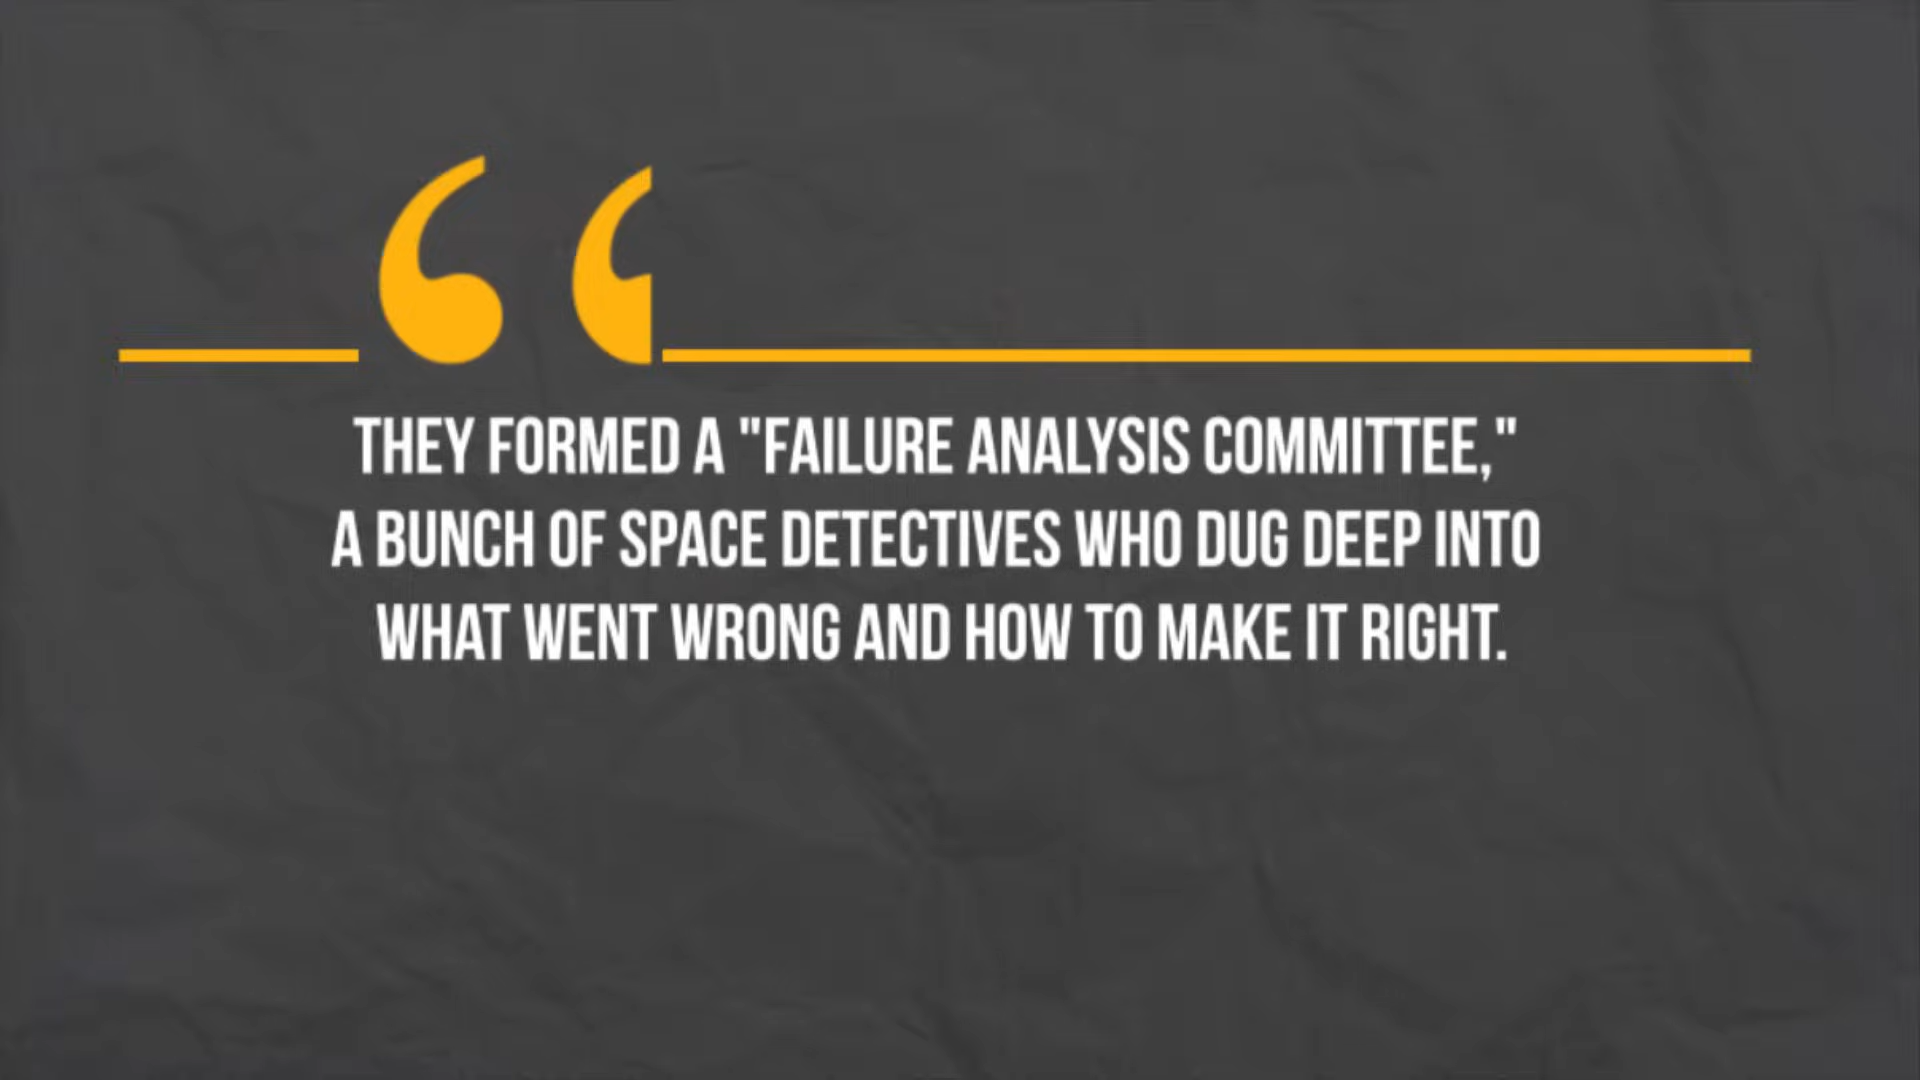 THEY FORMED A "FAILURE ANALYSIS COMMITTEE,"
A BUNCH OF SPACE DETECTIVES WHO DUG DEEP INTO
WHAT WENT WRONG AND HOW TO MAKE IT RIGHT.